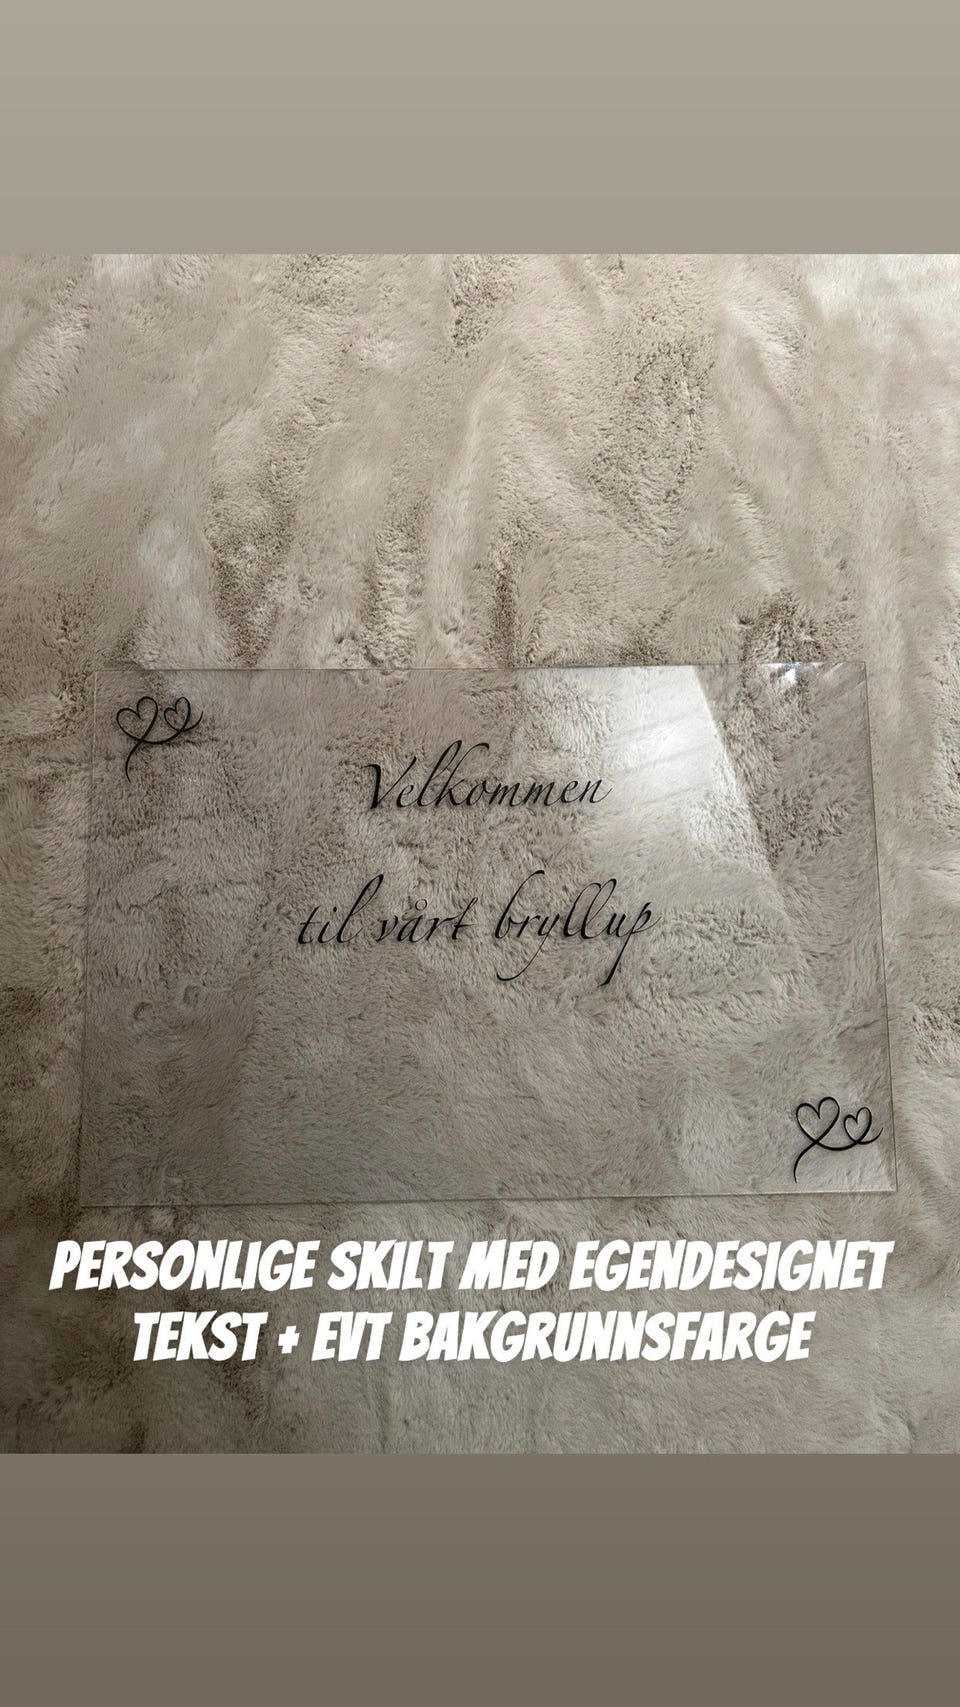 Velkommen
til vårt bryllup
PERSONLIGE SKILT MED EGENDESIGNET
TEKST + EVT BAKGRUNNSFARGE